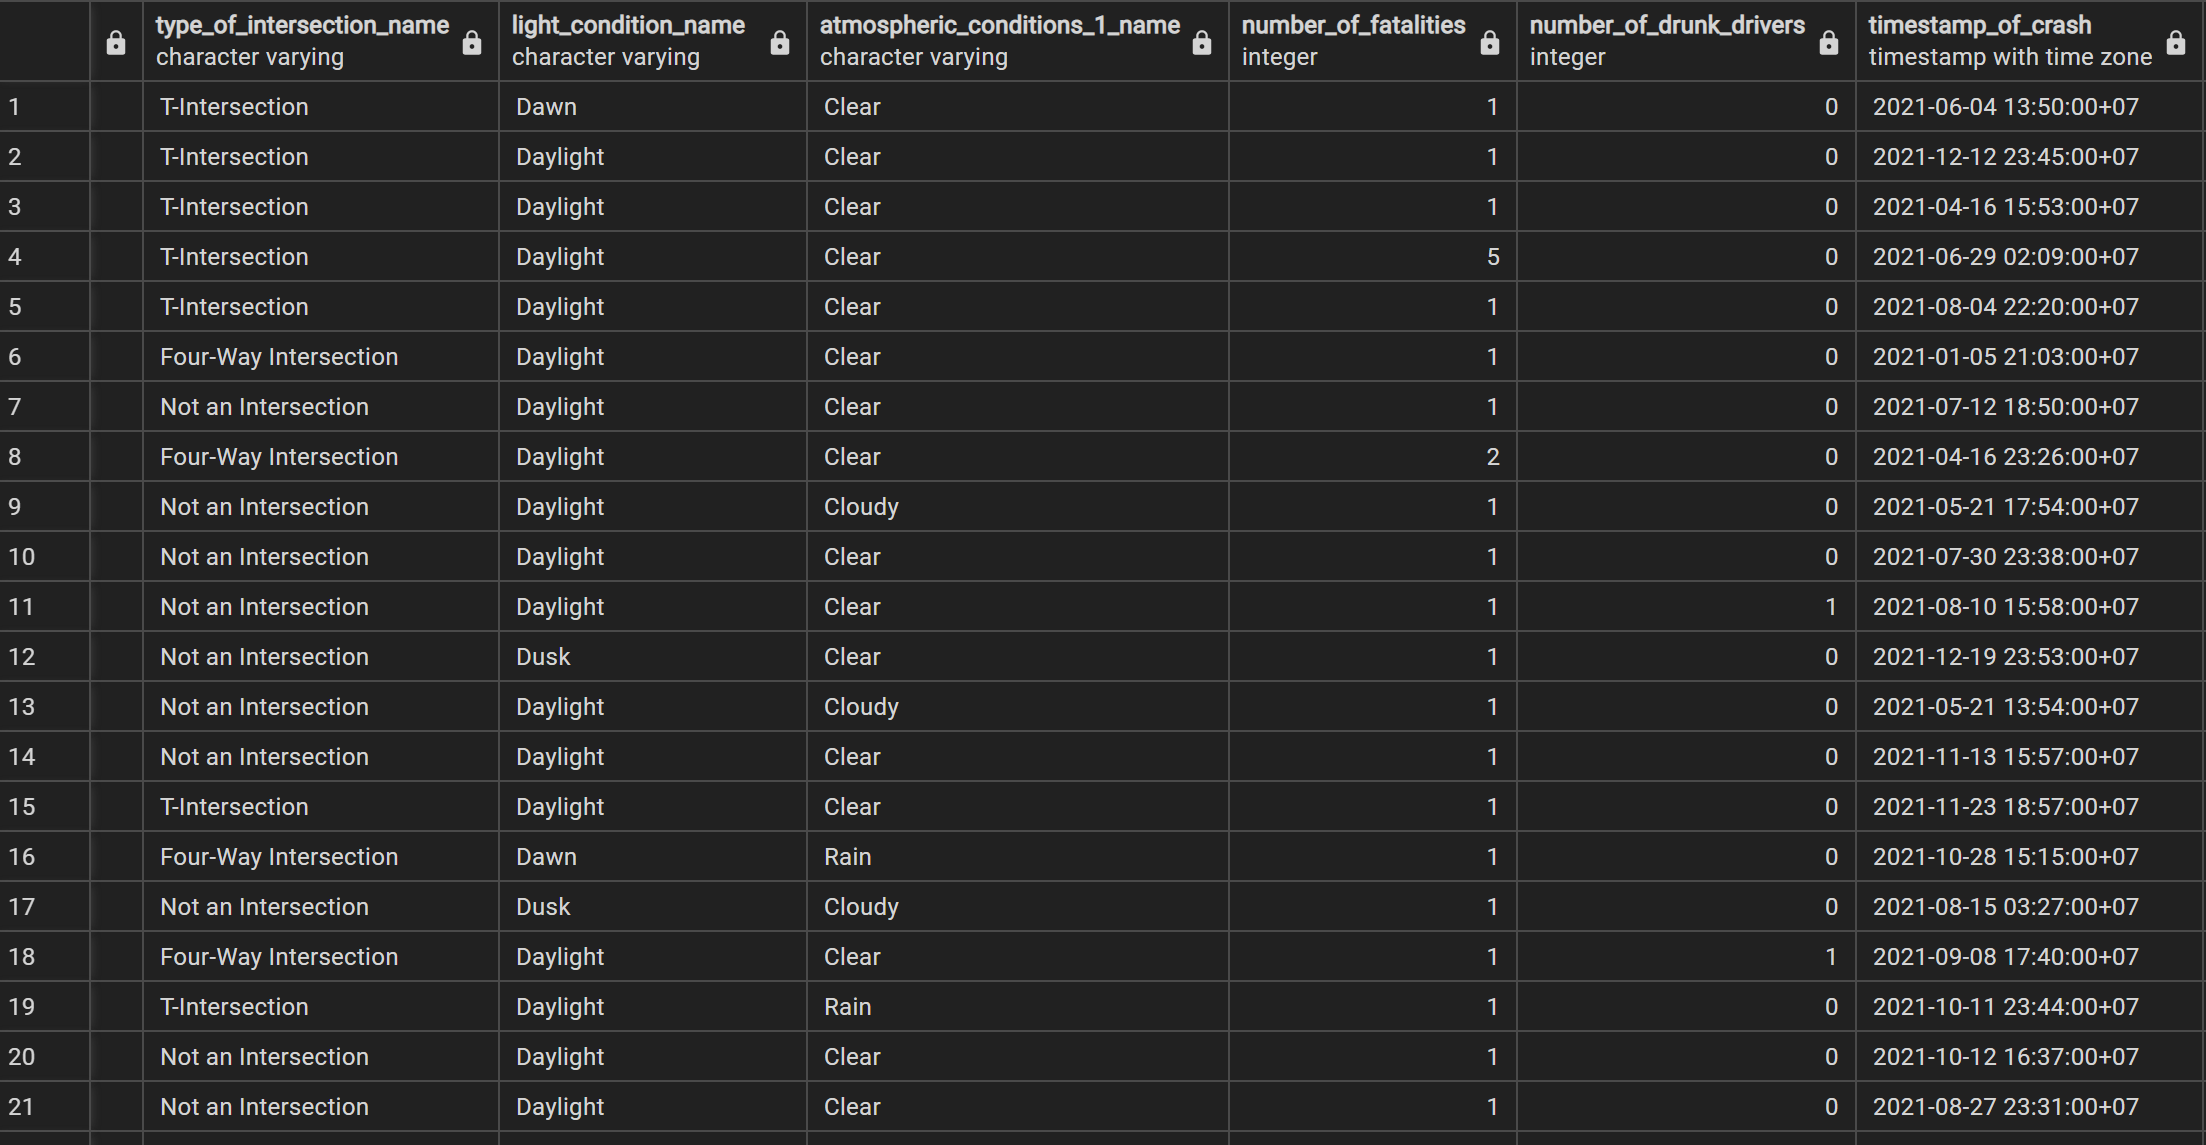 type_of_intersection_name light_condition_name atmospheric_conditions_1_name number_of_fatalities number_of_drunk_drivers timestamp_of_crash
character varying character varying character varying integer integer timestamp with time zone
1 T-Intersection Dawn Clear 1 0 2021-06-04 13:50:00+07
2 T-Intersection Daylight Clear 1 0 2021-12-12 23:45:00+07
3 T-Intersection Daylight Clear 1 0 2021-04-16 15:53:00+07
4 T-Intersection Daylight Clear 5 0 2021-06-29 02:09:00+07
5 T-Intersection Daylight Clear 1 0 2021-08-04 22:20:00+07
6 Four-Way Intersection Daylight Clear 1 0 2021-01-05 21:03:00+07
7 Not an Intersection Daylight Clear 1 0 2021-07-12 18:50:00+07
8 Four-Way Intersection Daylight Clear 2 0 2021-04-16 23:26:00+07
9 Not an Intersection Daylight Cloudy 1 0 2021-05-21 17:54:00+07
10 Not an Intersection Daylight Clear 1 0 2021-07-30 23:38:00+07
11 Not an Intersection Daylight Clear 1 1 2021-08-10 15:58:00+07
12 Not an Intersection Dusk Clear 1 0 2021-12-19 23:53:00+07
13 Not an Intersection Daylight Cloudy 1 0 2021-05-21 13:54:00+07
14 Not an Intersection Daylight Clear 1 0 2021-11-13 15:57:00+07
15 T-Intersection Daylight Clear 1 0 2021-11-23 18:57:00+07
16 Four-Way Intersection Dawn Rain 1 0 2021-10-28 15:15:00+07
17 Not an Intersection Dusk Cloudy 1 0 2021-08-15 03:27:00+07
18 Four-Way Intersection Daylight Clear 1 1 2021-09-08 17:40:00+07
19 T-Intersection Daylight Rain 1 0 2021-10-11 23:44:00+07
20 Not an Intersection Daylight Clear 1 0 2021-10-12 16:37:00+07
21 Not an Intersection Daylight Clear 1 0 2021-08-27 23:31:00+07